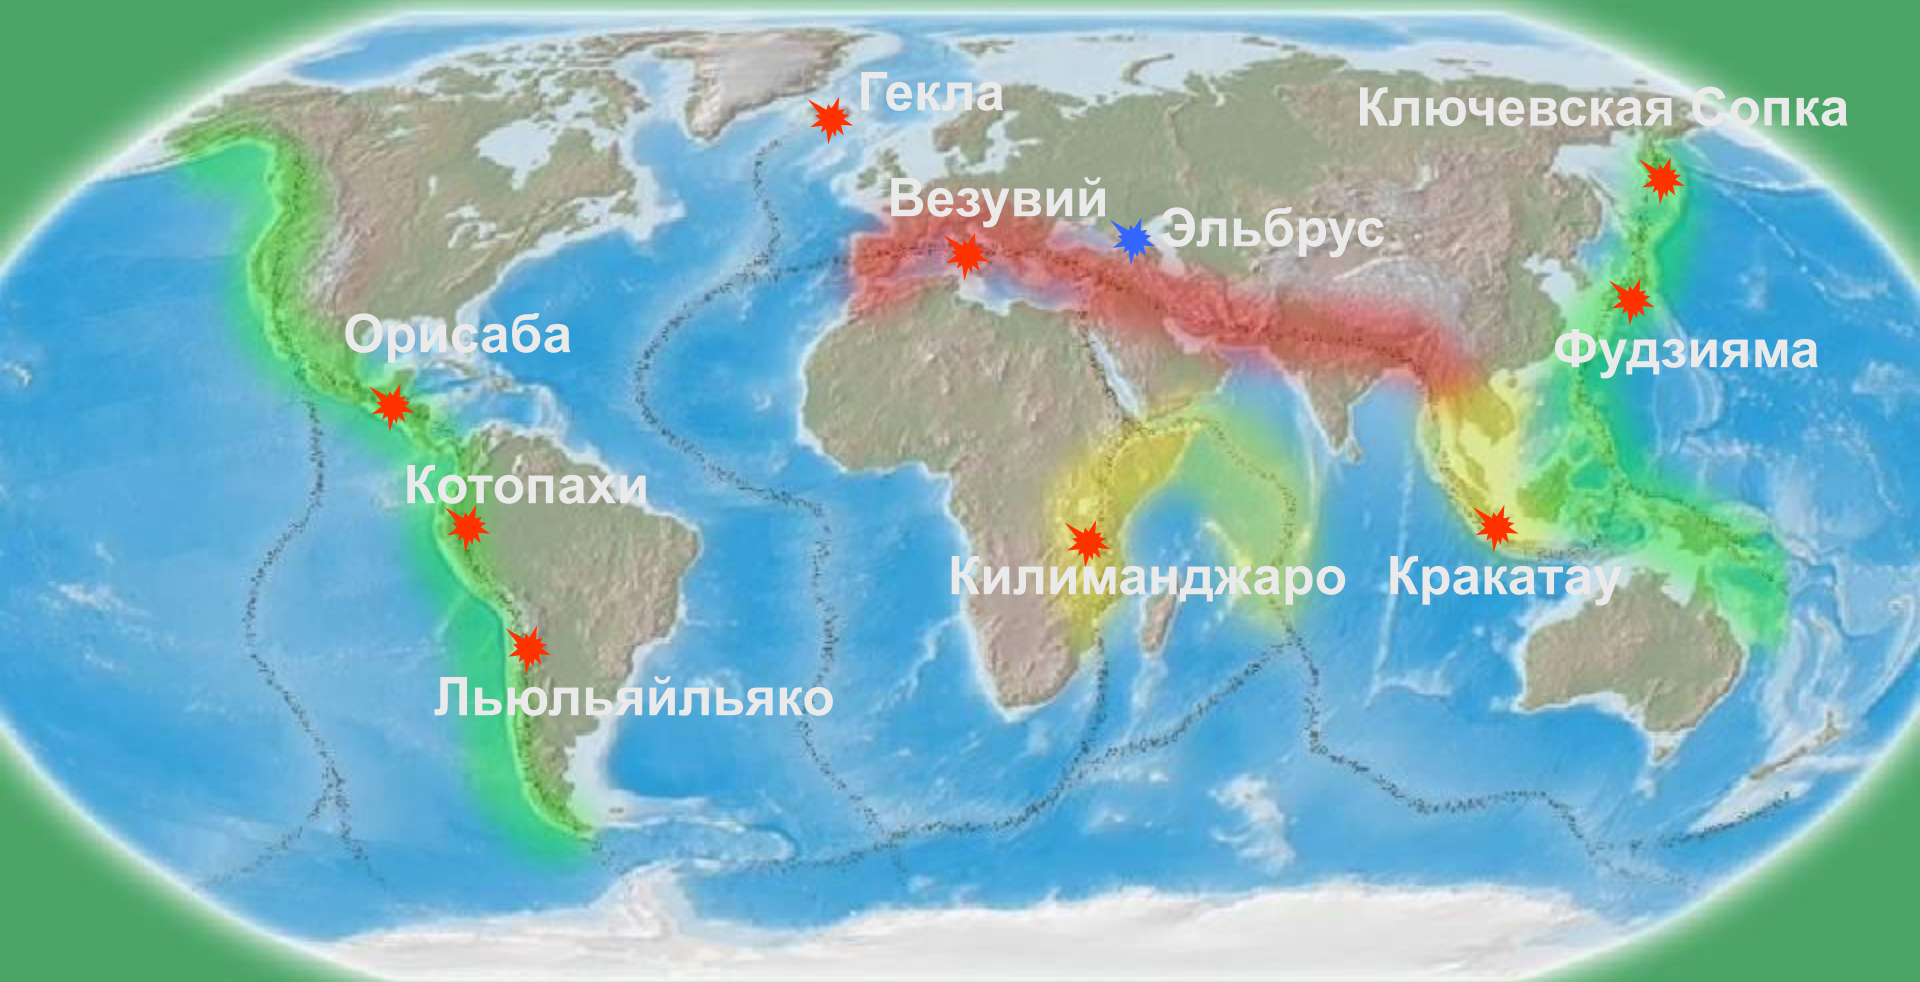 Гекла
Ключевская Сопка
Везувий
Эльбрус
Орисаба
Фудзияма
Котопахи
Килиманджаро
Кракатау
Льюльяйльяко